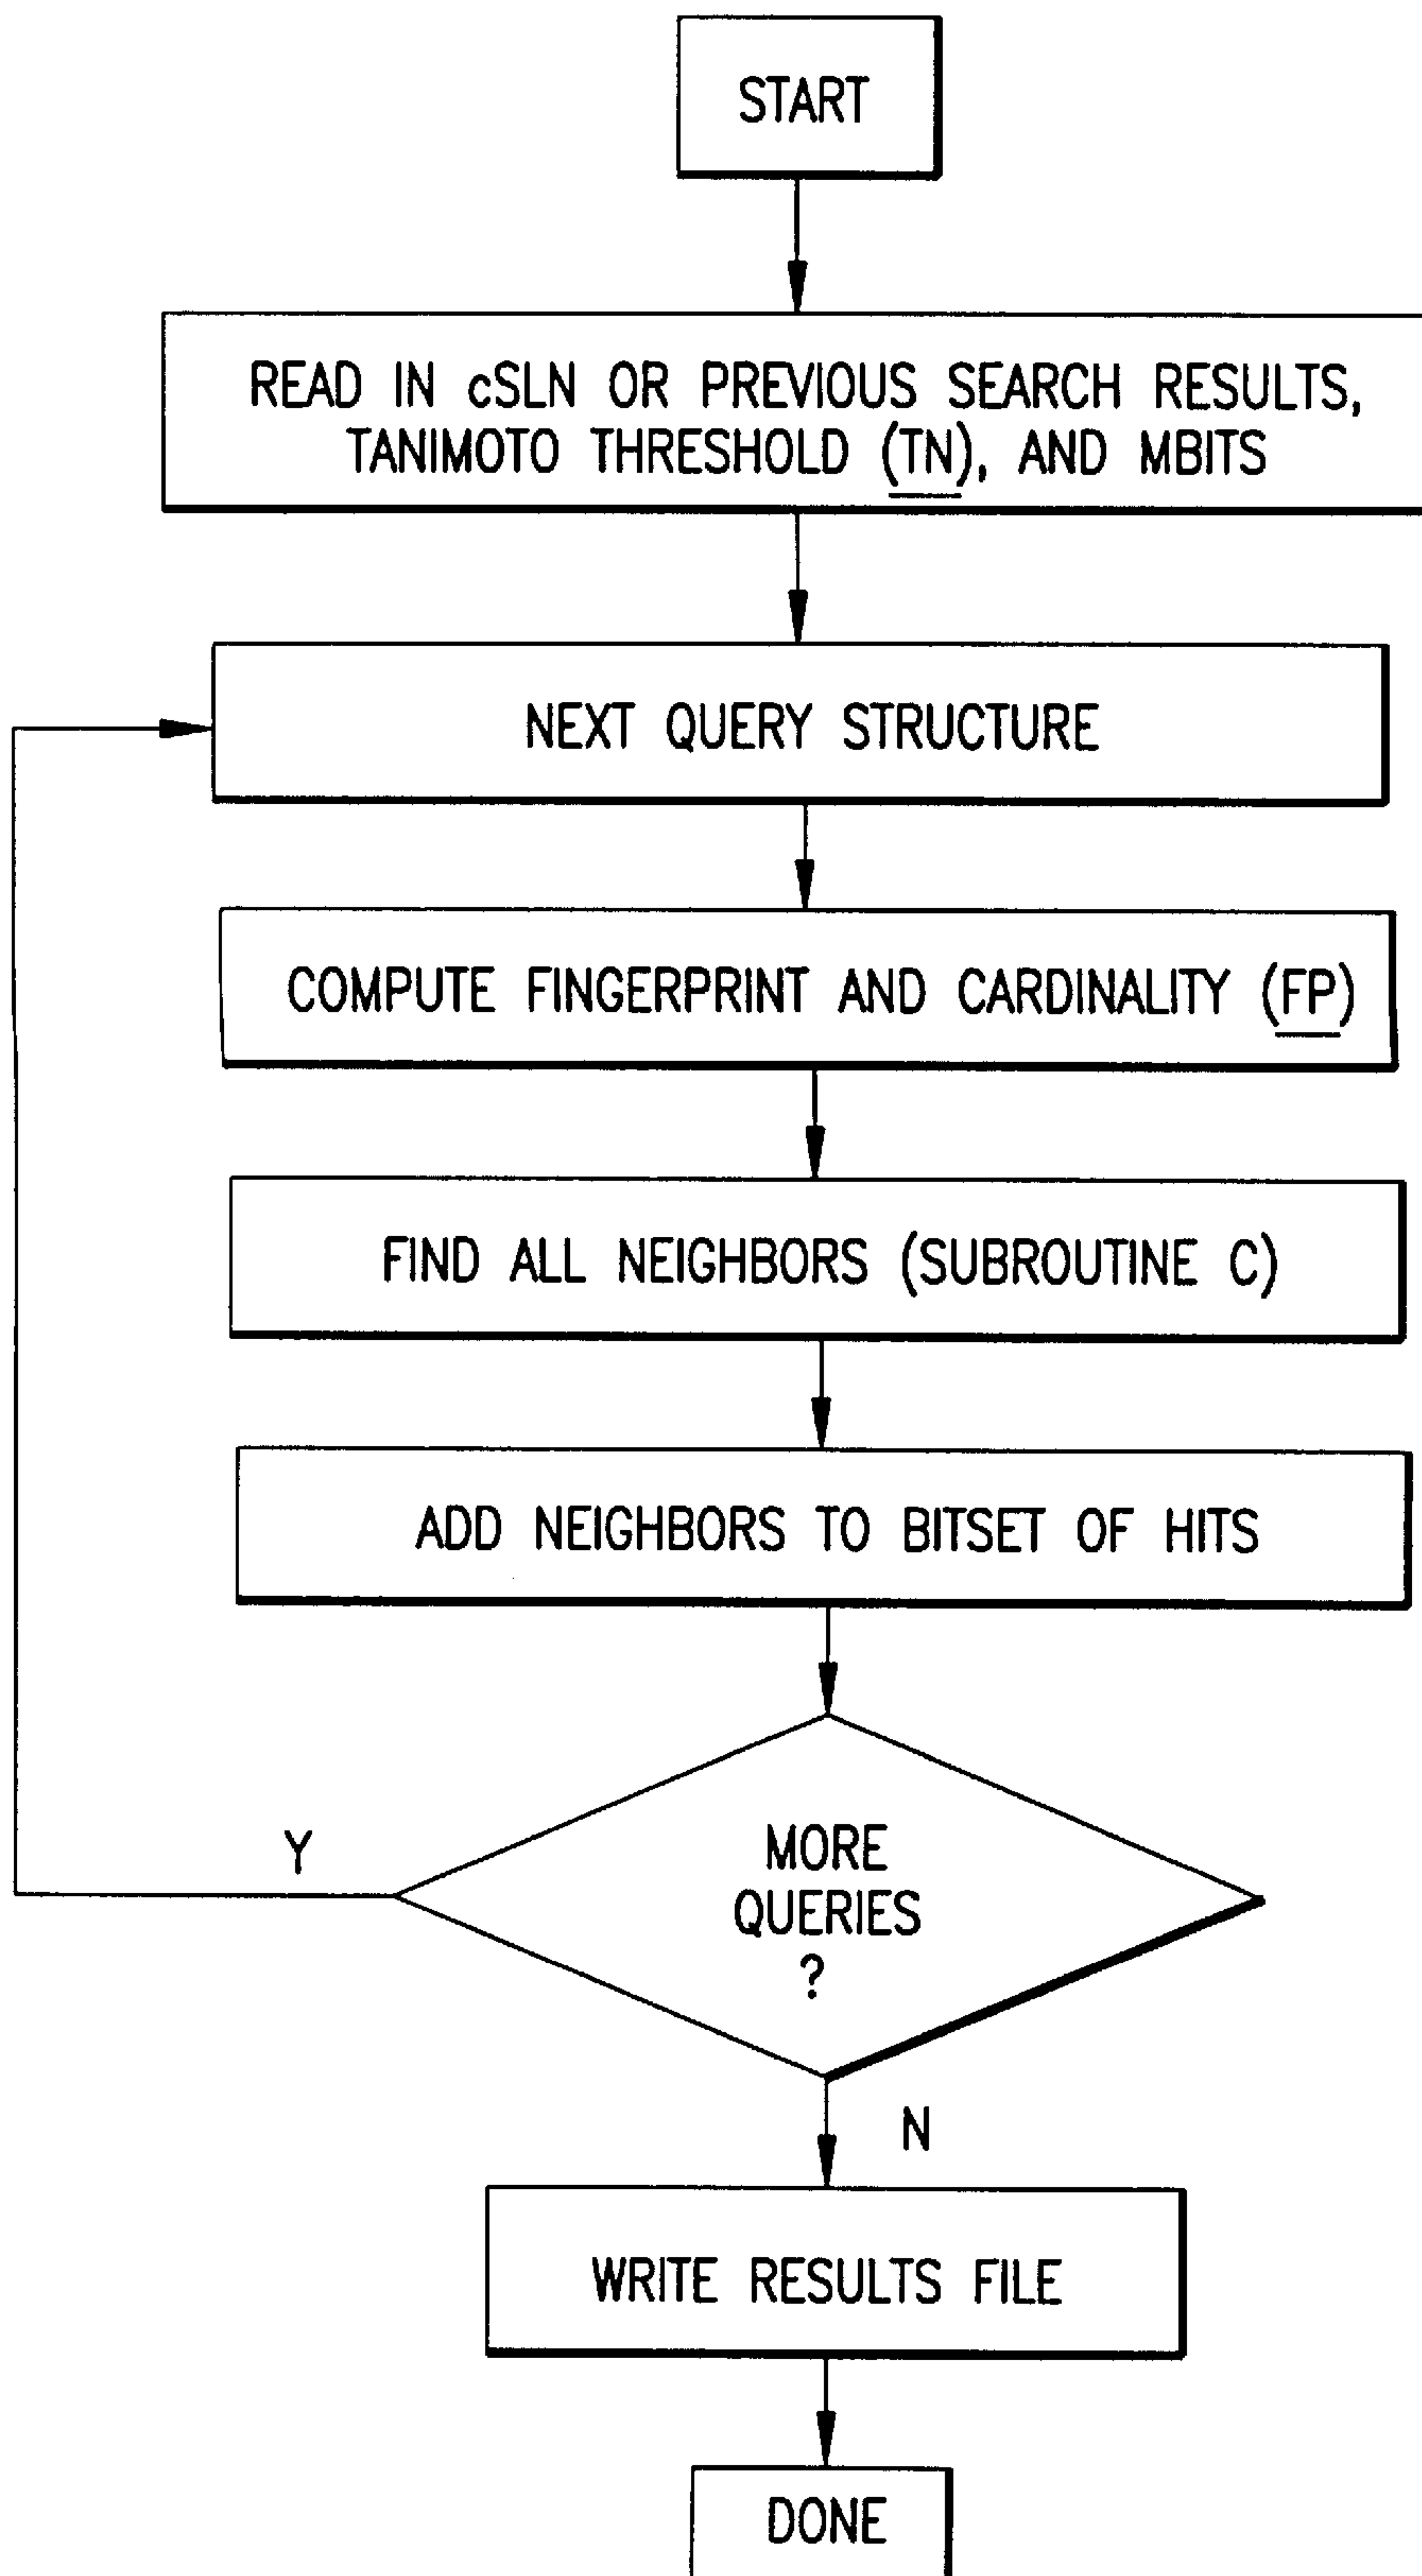 START
READ IN cSLN OR PREVIOUS SEARCH RESULTS,
TANIMOTO THRESHOLD (TN), AND MBITS
NEXT QUERY STRUCTURE
COMPUTE FINGERPRINT AND CARDINALITY (FP)
FIND ALL NEIGHBORS (SUBROUTINE C)
ADD NEIGHBORS TO BITSET OF HITS
MORE
QUERIES
?
Y
N
WRITE RESULTS FILE
DONE